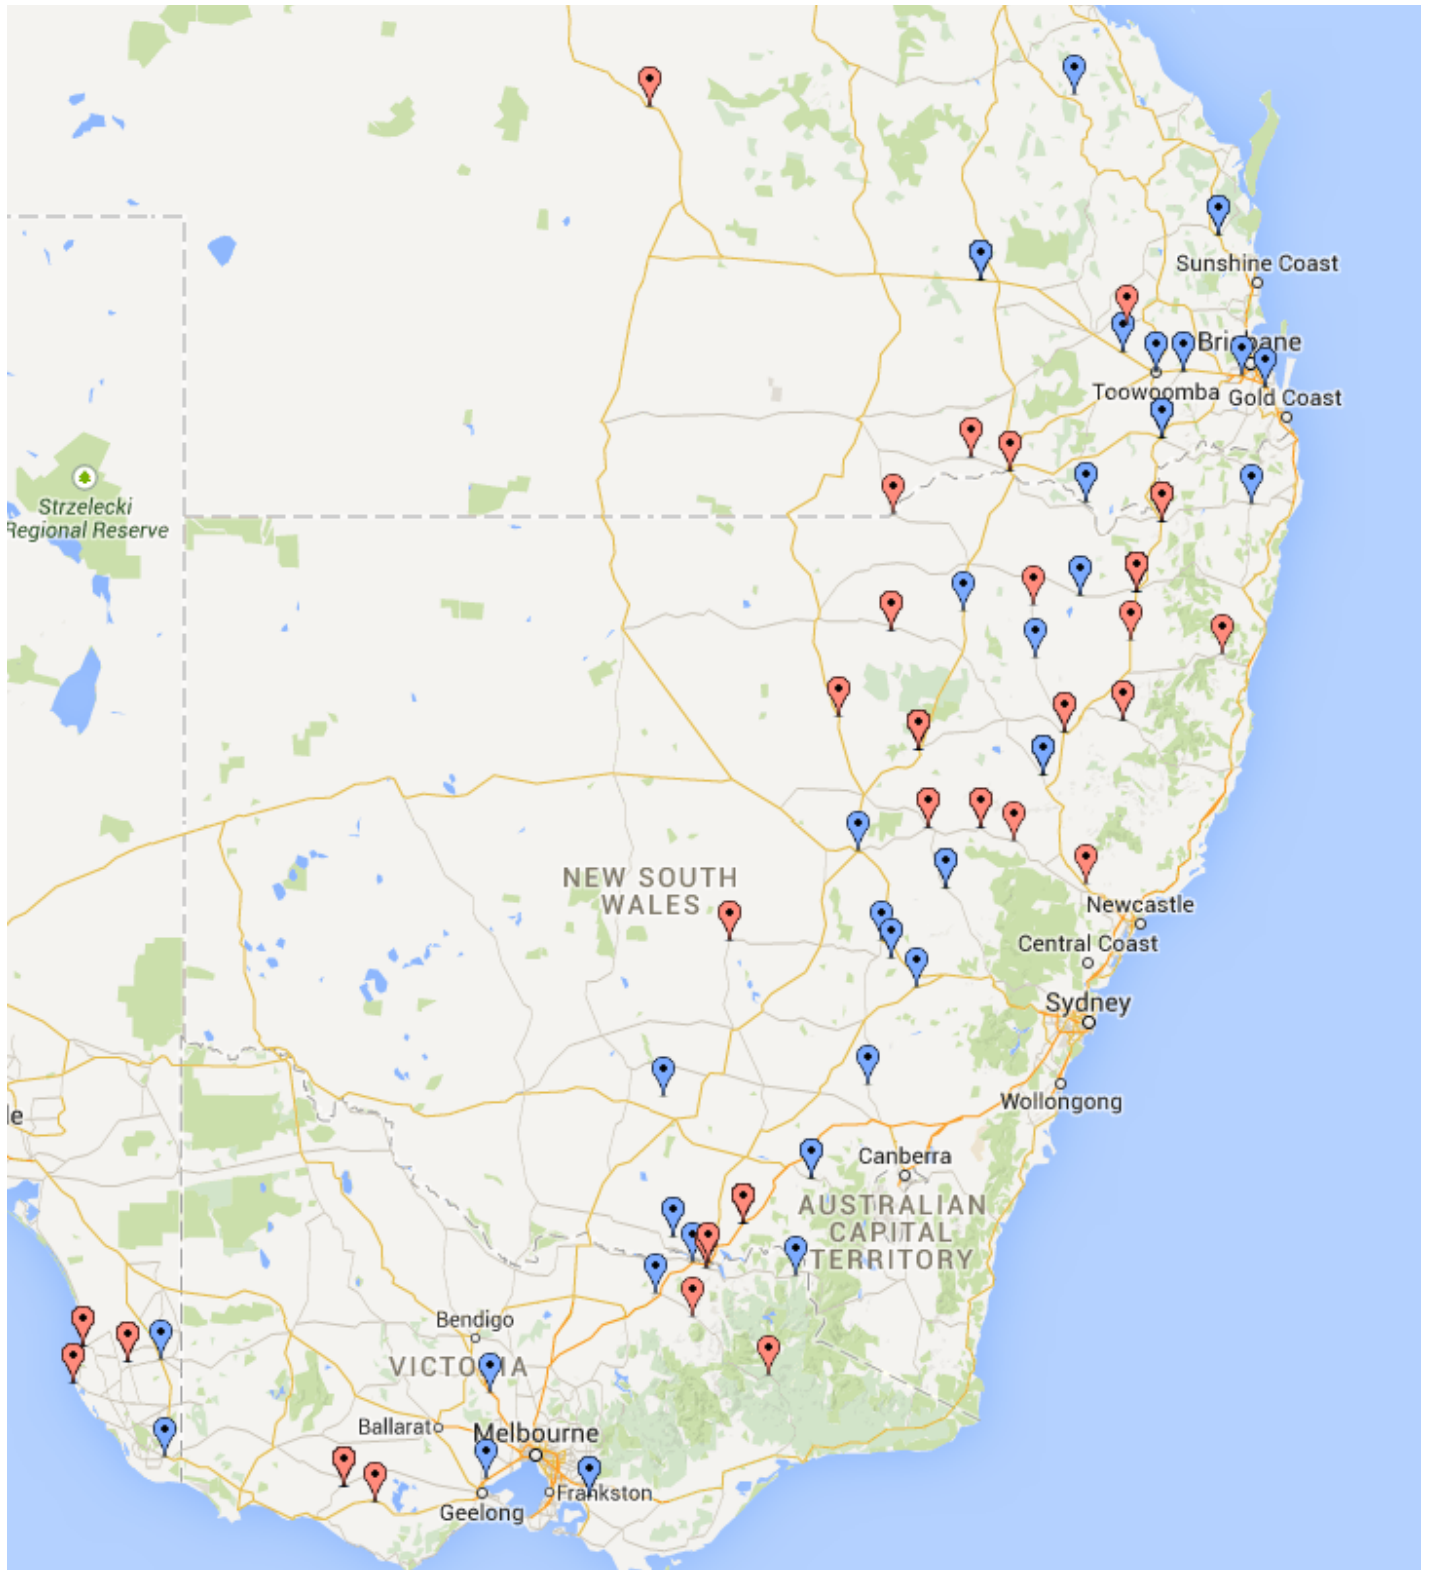 Sunshine Coast
Brisbane
Toowoomba
Gold Coast
Strzelecki
Regional Reserve
NEW SOUTH
WALES
Newcastle
Central Coast
Sydney
Wollongong
Canberra
AUSTRALIAN
CAPITAL
TERRITORY
Bendigo
VICTORIA
Ballarat
Melbourne
Frankston
Geelong
le